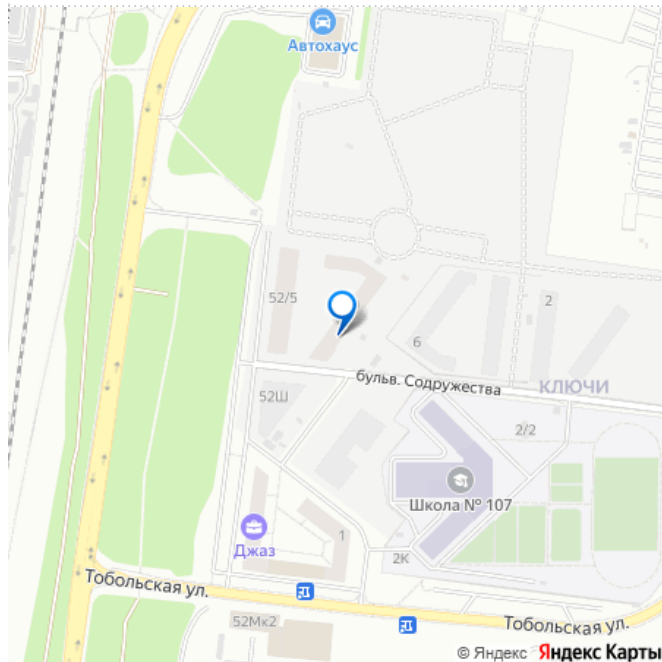 Автохаус
52/5
2
6
бульв. Содружества
КЛЮЧИ
52Ш
2/2
Школа № 107
Джаз
1
2К
Тобольская ул.
Тобольская ул.
52Мк2
© Яндекс Яндекс Карты